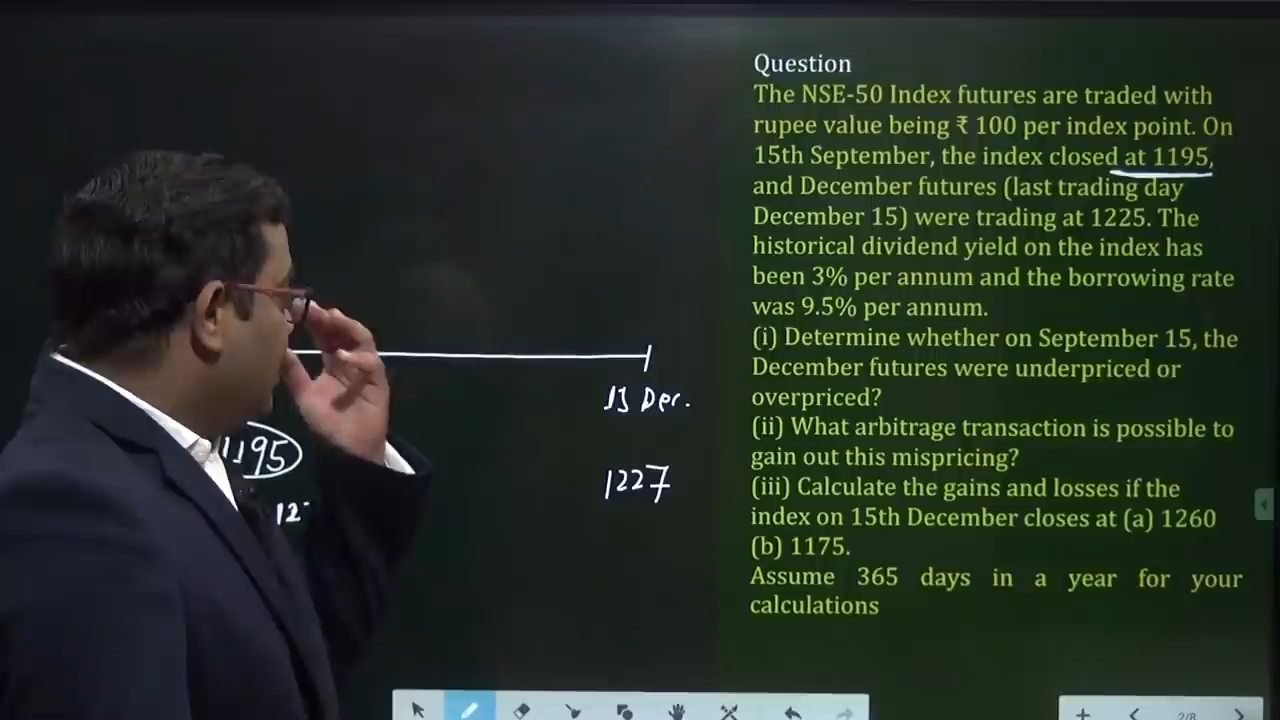 Question
The NSE-50 Index futures are traded with
rupee value being ₹ 100 per index point. On
15th September, the index closed at 1195,
and December futures (last trading day
December 15) were trading at 1225. The
historical dividend yield on the index has
been 3% per annum and the borrowing rate
was 9.5% per annum.
(i) Determine whether on September 15, the
December futures were underpriced or
overpriced?
(ii) What arbitrage transaction is possible to
gain out this mispricing?
(iii) Calculate the gains and losses if the
index on 15th December closes at (a) 1260
(b) 1175.
Assume 365 days in a year for your
calculations
15 Dec.
1195
1227
12
2/8